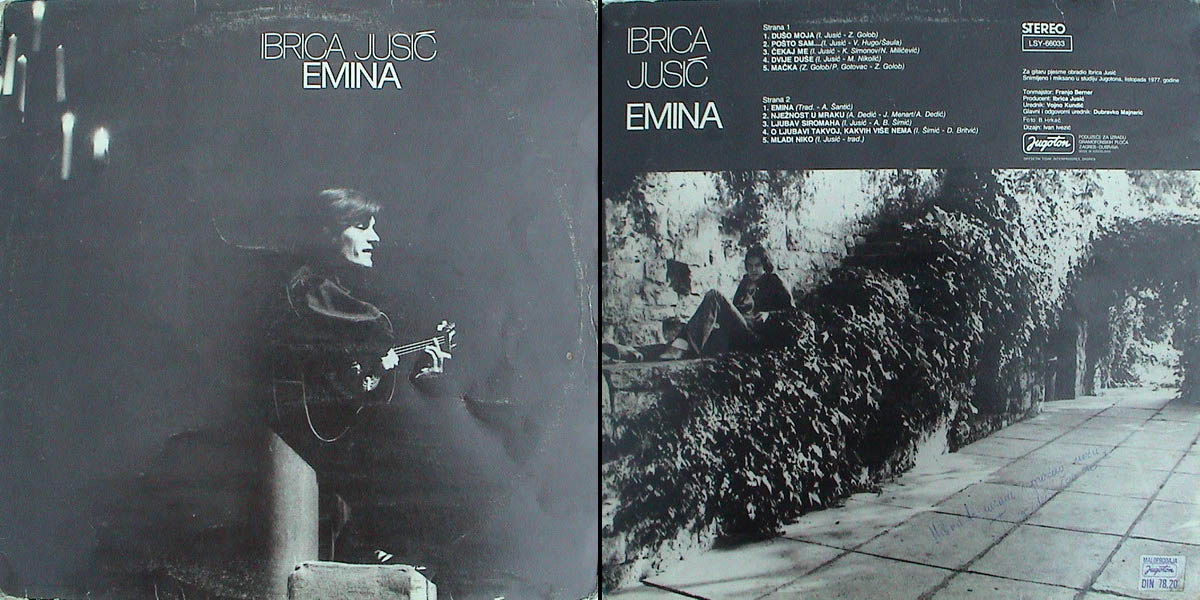 IBRICA JUSIĆ
EMINA
IBRICA
JUSIĆ
EMINA
Strana 1
1. DUŠO MOJA (I. Jusić - Z. Golob)
2. POŠTO SAM...(I. Jusić - V. Hugo/Šaula)
3. ČEKAJ ME (I. Jusić - K. Simonov/N. Milićević)
4. DVIJE DUŠE (I. Jusić - M. Nikolić)
5. MAČKA (Z. Golob/P. Gotovac - Z. Golob)
Strana 2
1. EMINA (Trad. - A. Šantić)
2. NJEŽNOST U MRAKU (A. Dedić - J. Menart/A. Dedić)
3. LJUBAV SIROMAHA (I. Jusić - A. B. Šimić)
4. O LJUBAVI TAKVOJ, KAKVIH VIŠE NEMA (I. Šimić - D. Britvić)
5. MLADI NIKO (I. Jusić - trad.)
STEREO
LSY-66033
Za gitaru pjesme obradio Ibrica Jusić
Snimljeno i miksano u studiju Jugotona, listopada 1977. godine
Tonmajstor: Franjo Berner
Producent: Ibrica Jusić
Urednik: Vojno Kundić
Glavni i odgovorni urednik: Dubravko Majnarić
Foto: B. Hrkać
Dizajn: Ivan Ivezić
Jugoton
PODUZEĆE ZA IZRADU
GRAMOFONSKIH PLOČA
ZAGREB-DUBRAVA
MADE IN YUGOSLAVIA
OFFSETNI TISAK INTERPROGRES, ZAGREB
MALOPRODAJA
Jugoton
DIN 78,20